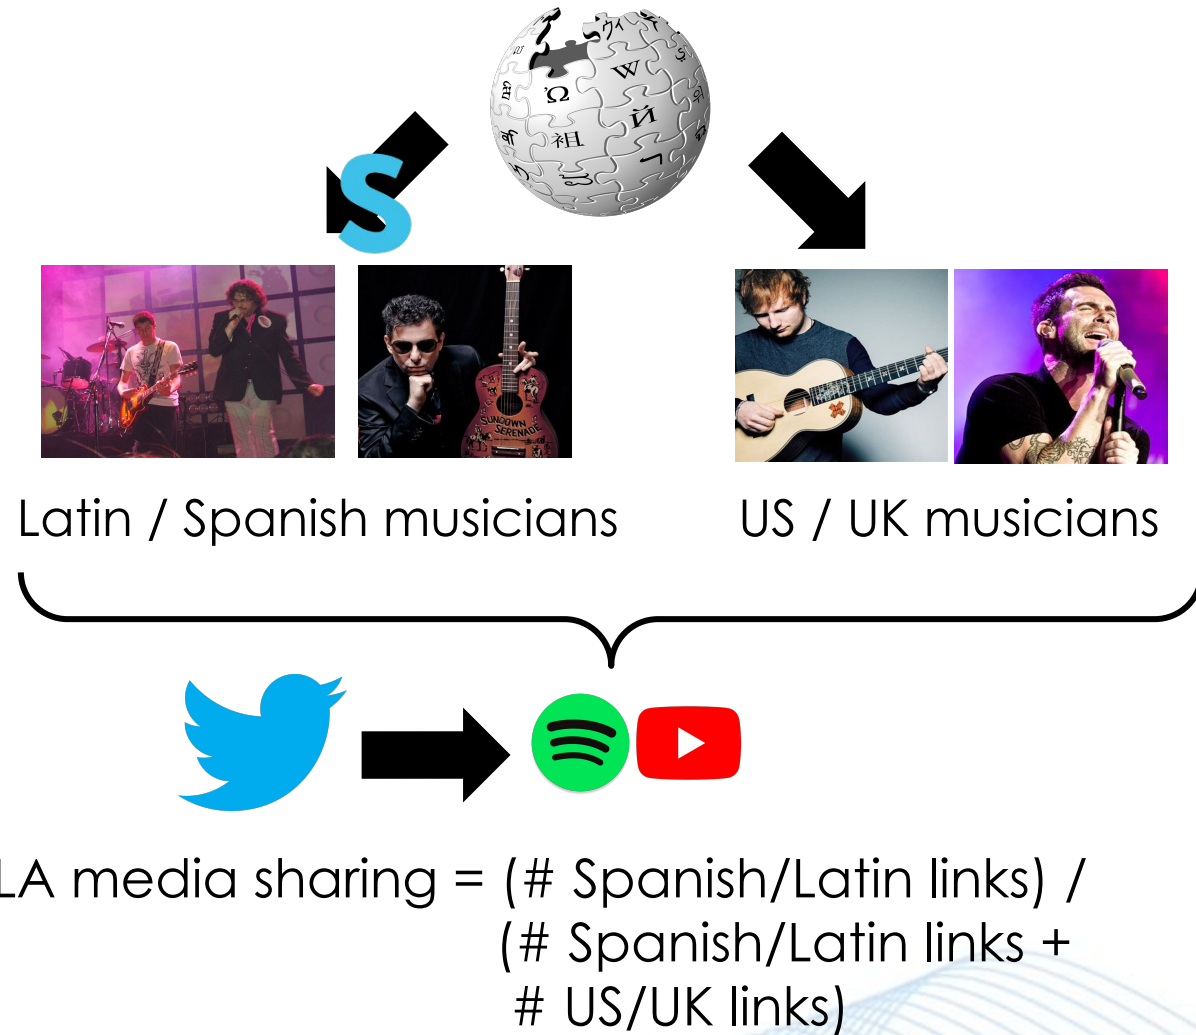 Ω W И 祖
S
SUNDOWN
SERENADE
Latin / Spanish musicians US / UK musicians
LA media sharing = (# Spanish/Latin links) /
(# Spanish/Latin links +
# US/UK links)